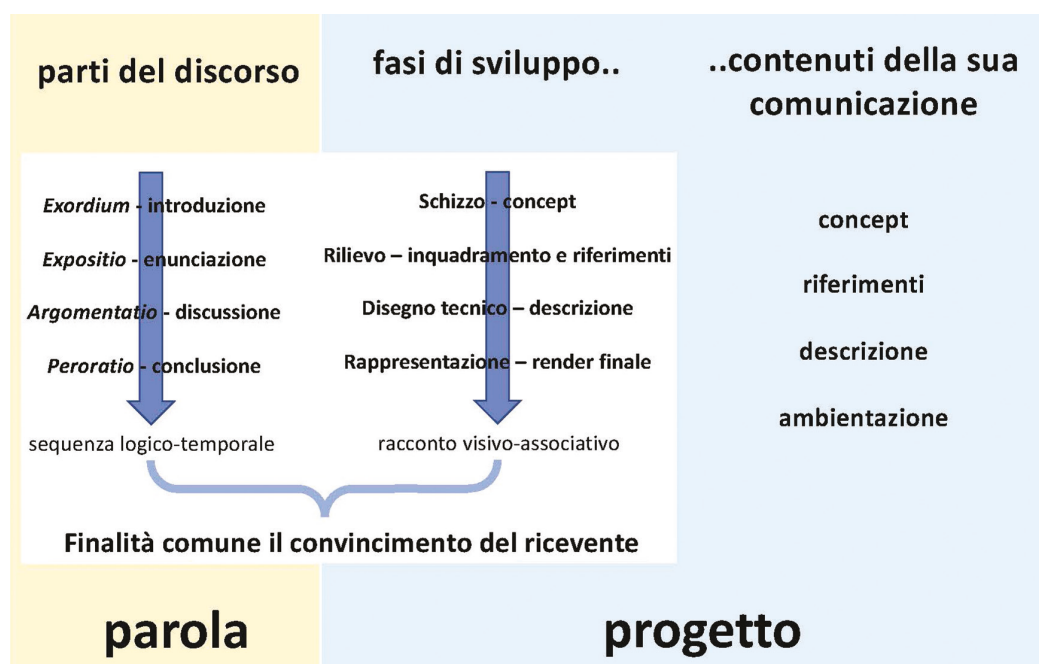 parti del discorso
fasi di sviluppo..
..contenuti della sua
comunicazione
Exordium - introduzione
Expositio - enunciazione
Argomentatio - discussione
Peroratio - conclusione
sequenza logico-temporale
Schizzo - concept
Rilievo – inquadramento e riferimenti
Disegno tecnico – descrizione
Rappresentazione – render finale
racconto visivo-associativo
concept
riferimenti
descrizione
ambientazione
Finalità comune il convincimento del ricevente
parola
progetto